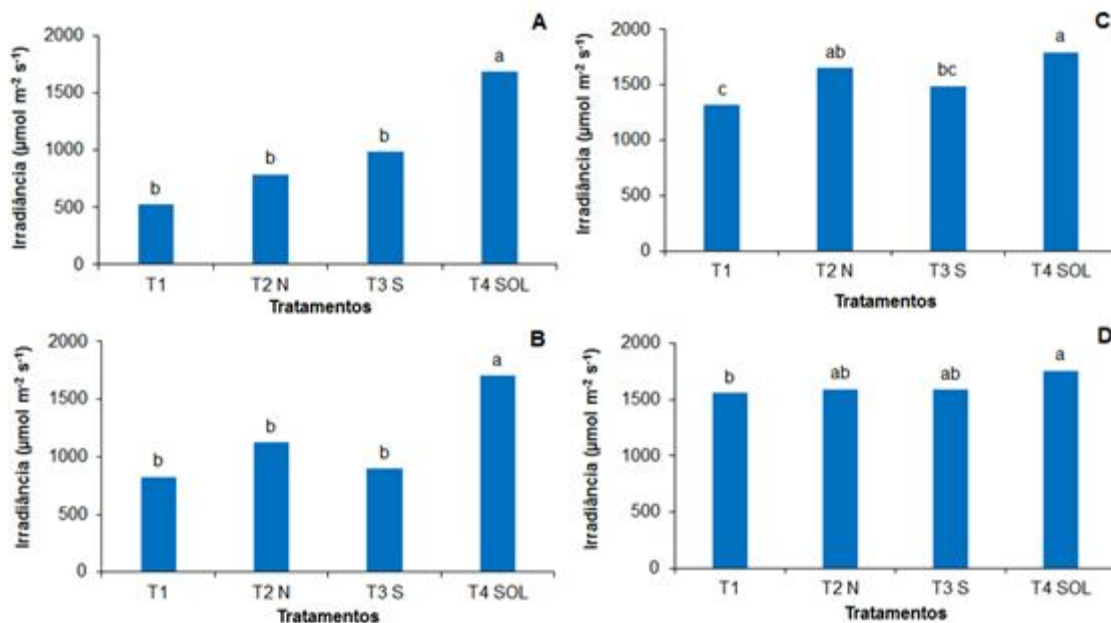 A
Irradiância (µmol m⁻² s⁻¹)
2000
1500
1000
500
0
b
b
b
a
T1
T2 N
T3 S
T4 SOL
Tratamentos
B
Irradiância (µmol m⁻² s⁻¹)
2000
1500
1000
500
0
b
b
b
a
T1
T2 N
T3 S
T4 SOL
Tratamentos
C
Irradiância (µmol m⁻² s⁻¹)
2000
1500
1000
500
0
c
ab
bc
a
T1
T2 N
T3 S
T4 SOL
Tratamentos
D
Irradiância (µmol m⁻² s⁻¹)
2000
1500
1000
500
0
b
ab
ab
a
T1
T2 N
T3 S
T4 SOL
Tratamentos